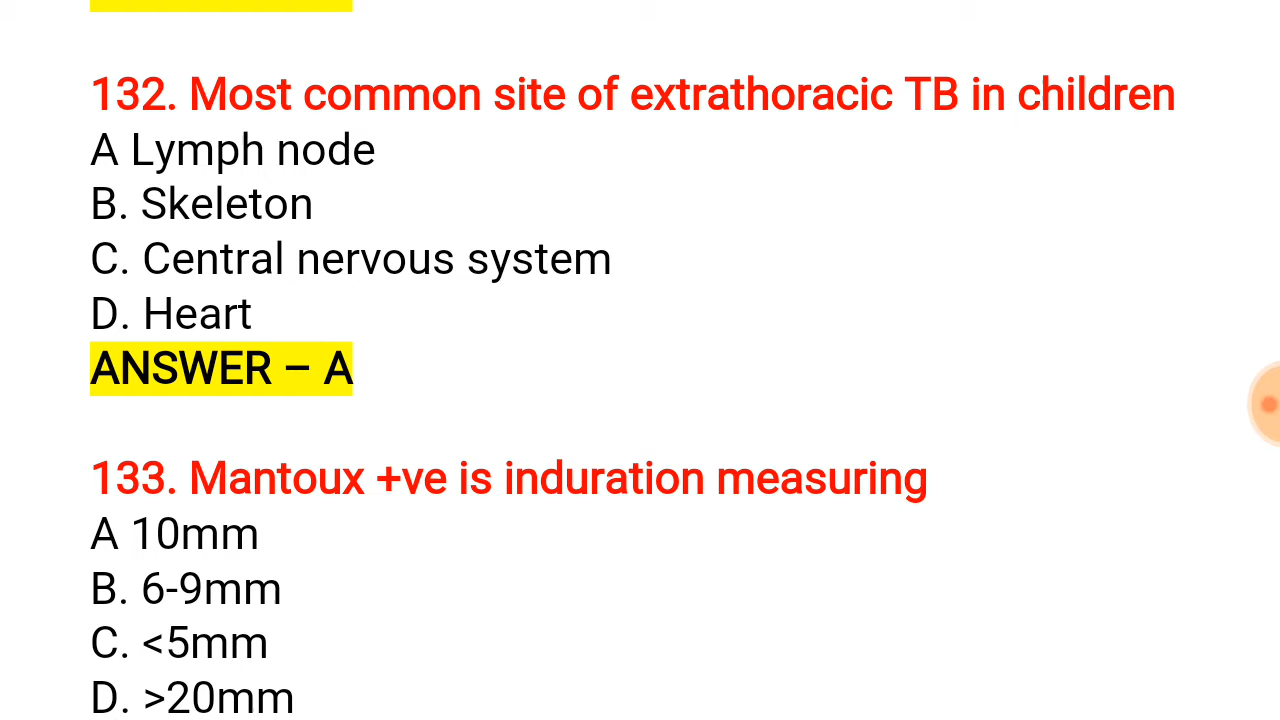 132. Most common site of extrathoracic TB in children
A Lymph node
B. Skeleton
C. Central nervous system
D. Heart
ANSWER – A
133. Mantoux +ve is induration measuring
A 10mm
B. 6-9mm
C. <5mm
D. >20mm